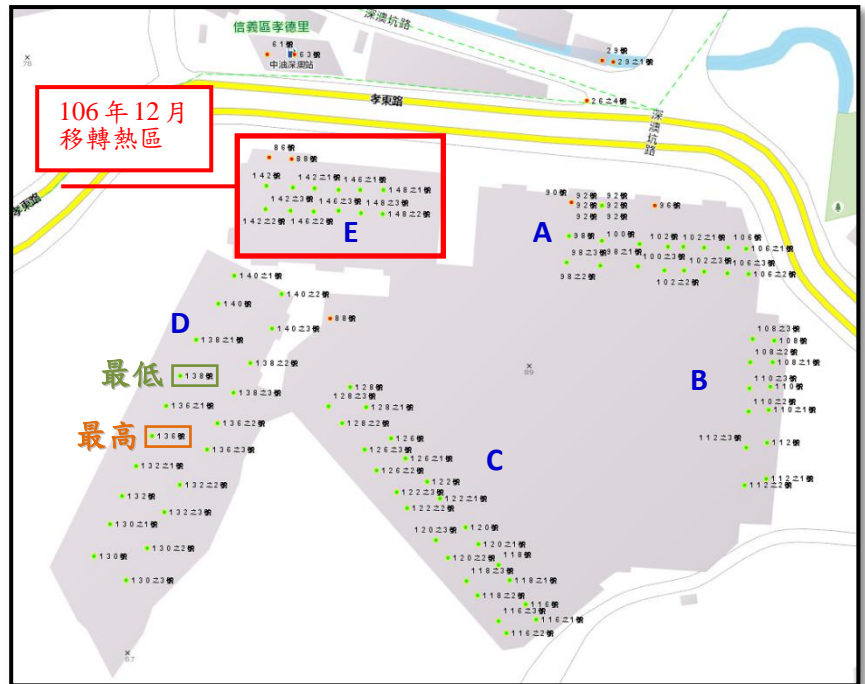 信義區孝德里
深澳坑路
61號
63號
中油深澳站
29號
29之1號
78
孝東路
26之4號
深澳坑路
106年12月
移轉熱區
86號
88號
142號
142之1號
146之1號
148之1號
142之3號
146之3號
148之3號
148之2號
142之2號
146之2號
E
孝東路
90號
92號
92號
92號
92號
92號
92號
96號
A
98號
100號
102號
102之1號
106號
106之1號
98之3號
98之1號
100之3號
102之3號
106之3號
98之2號
102之2號
106之2號
140之1號
140之2號
140號
D
140之3號
88號
138之1號
138之2號
最低
138號
138之3號
136之1號
136之2號
最高
136號
136之3號
132之1號
132之2號
132號
132之3號
130之1號
130之2號
130號
130之3號
87
89
108之3號
108號
108之2號
108之1號
B
110之3號
110號
110之2號
110之1號
112之3號
112號
112之1號
112之2號
128號
128之3號
128之1號
128之2號
126號
C
126之3號
126之1號
126之2號
122號
122之3號
122之1號
122之2號
120號
120之3號
120之1號
120之2號
118號
118之3號
118之1號
118之2號
116號
116之3號
116之1號
116之2號